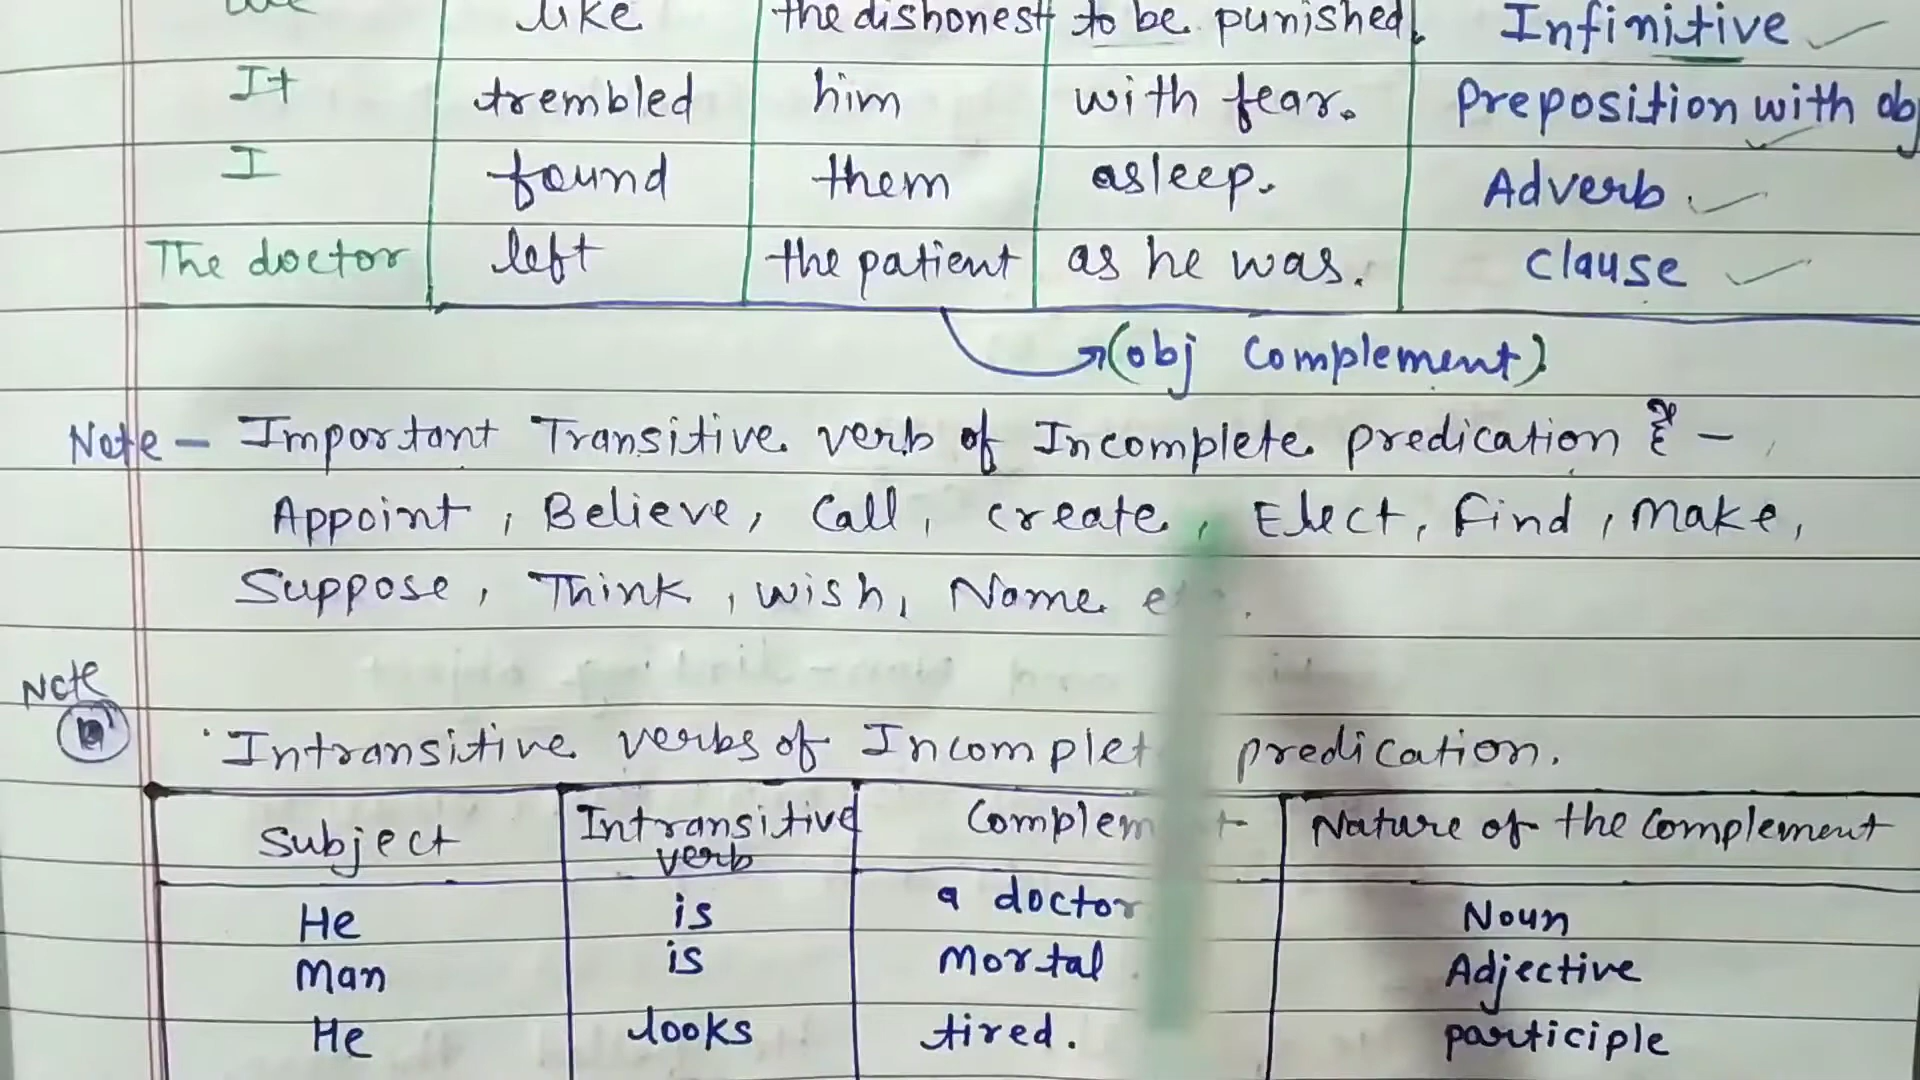 like the dishonest to be punished. Infinitive
It trembled him with fear. Preposition with obj
I found them asleep. Adverb
The doctor left the patient as he was. clause
(obj Complement)
Note - Important Transitive verb of Incomplete predication : -
Appoint, Believe, Call, create, Elect, Find, Make,
Suppose, Think, wish, Name
Note
Intransitive verbs of Incomplete predication.
Subject Intransitive verb Complement Nature of the Complement
He is a doctor Noun
Man is Mortal Adjective
He looks tired. participle